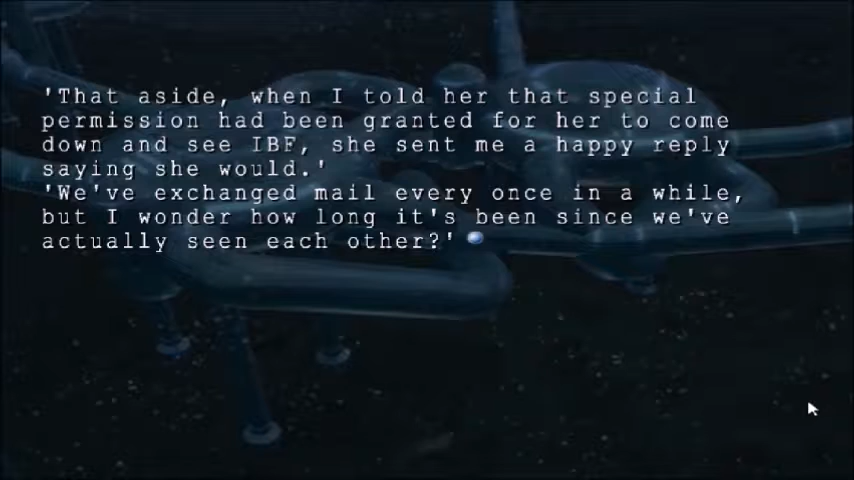 'That aside, when I told her that special
permission had been granted for her to come
down and see IBF, she sent me a happy reply
saying she would.'
'We've exchanged mail every once in a while,
but I wonder how long it's been since we've
actually seen each other?'